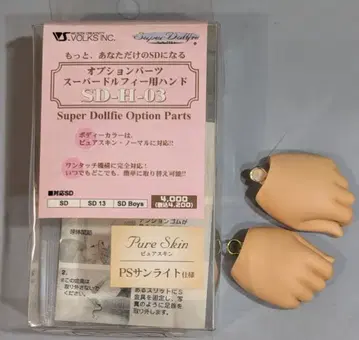 VOLKS INC.
Super Dollfie
もっと、あなただけのSDになる
オプションパーツ
スーパードルフィー用ハンド
SD-H-03
Super Dollfie Option Parts
ボディーカラーは、
ピュアスキン・ノーマルに対応!
ワンタッチ機構に完全対応!
いつでもどこでも、簡単に取り替え可能!!
■対応SD
SD
SD 13
SD Boys
4,000
(税込4,200)
Pure Skin
ピュアスキン
PSサンライト仕様
2.